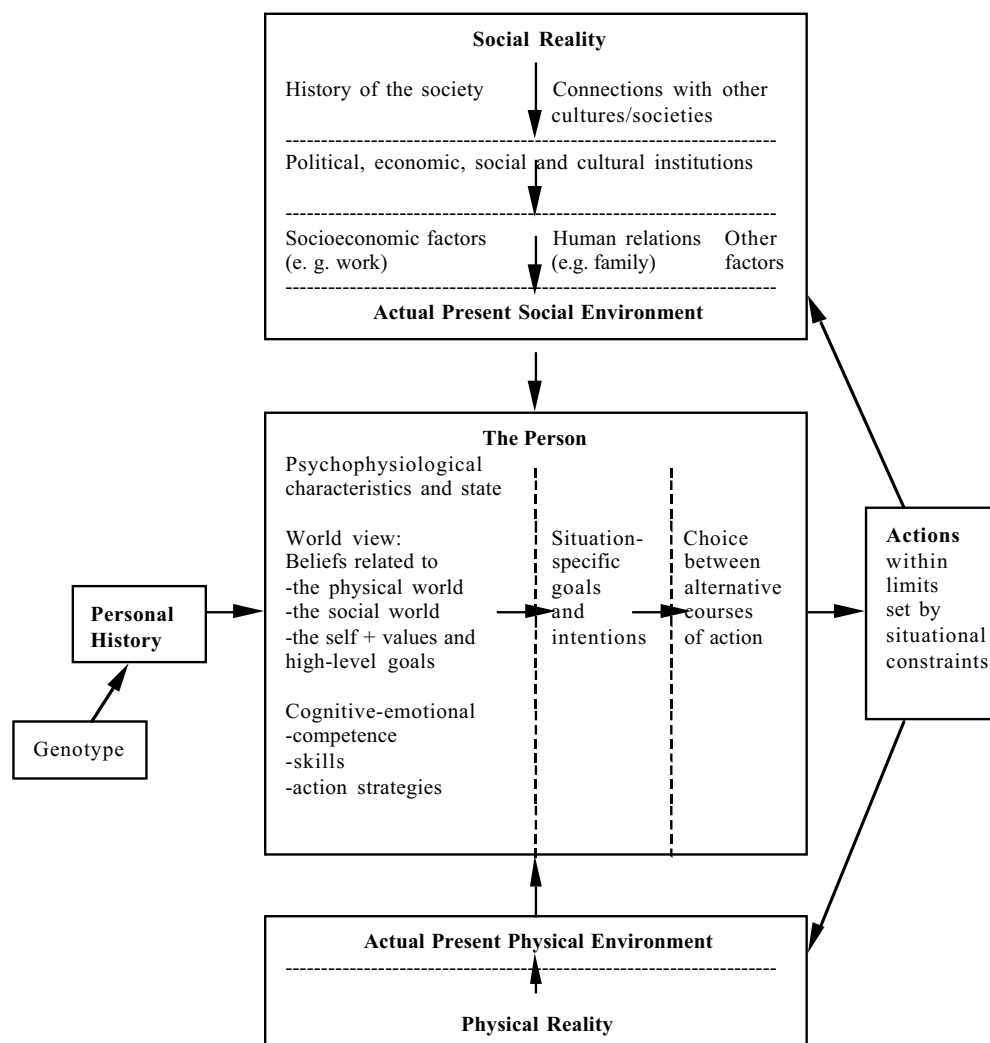 Social Reality
History of the society
Connections with other
cultures/societies
Political, economic, social and cultural institutions
Socioeconomic factors
(e. g. work)
Human relations
(e.g. family)
Other
factors
Actual Present Social Environment
The Person
Psychophysiological
characteristics and state
World view:
Beliefs related to
-the physical world
-the social world
-the self + values and
high-level goals
Cognitive-emotional
-competence
-skills
-action strategies
Situation-
specific
goals
and
intentions
Choice
between
alternative
courses
of action
Personal
History
Genotype
Actions
within
limits
set by
situational
constraints
Actual Present Physical Environment
Physical Reality